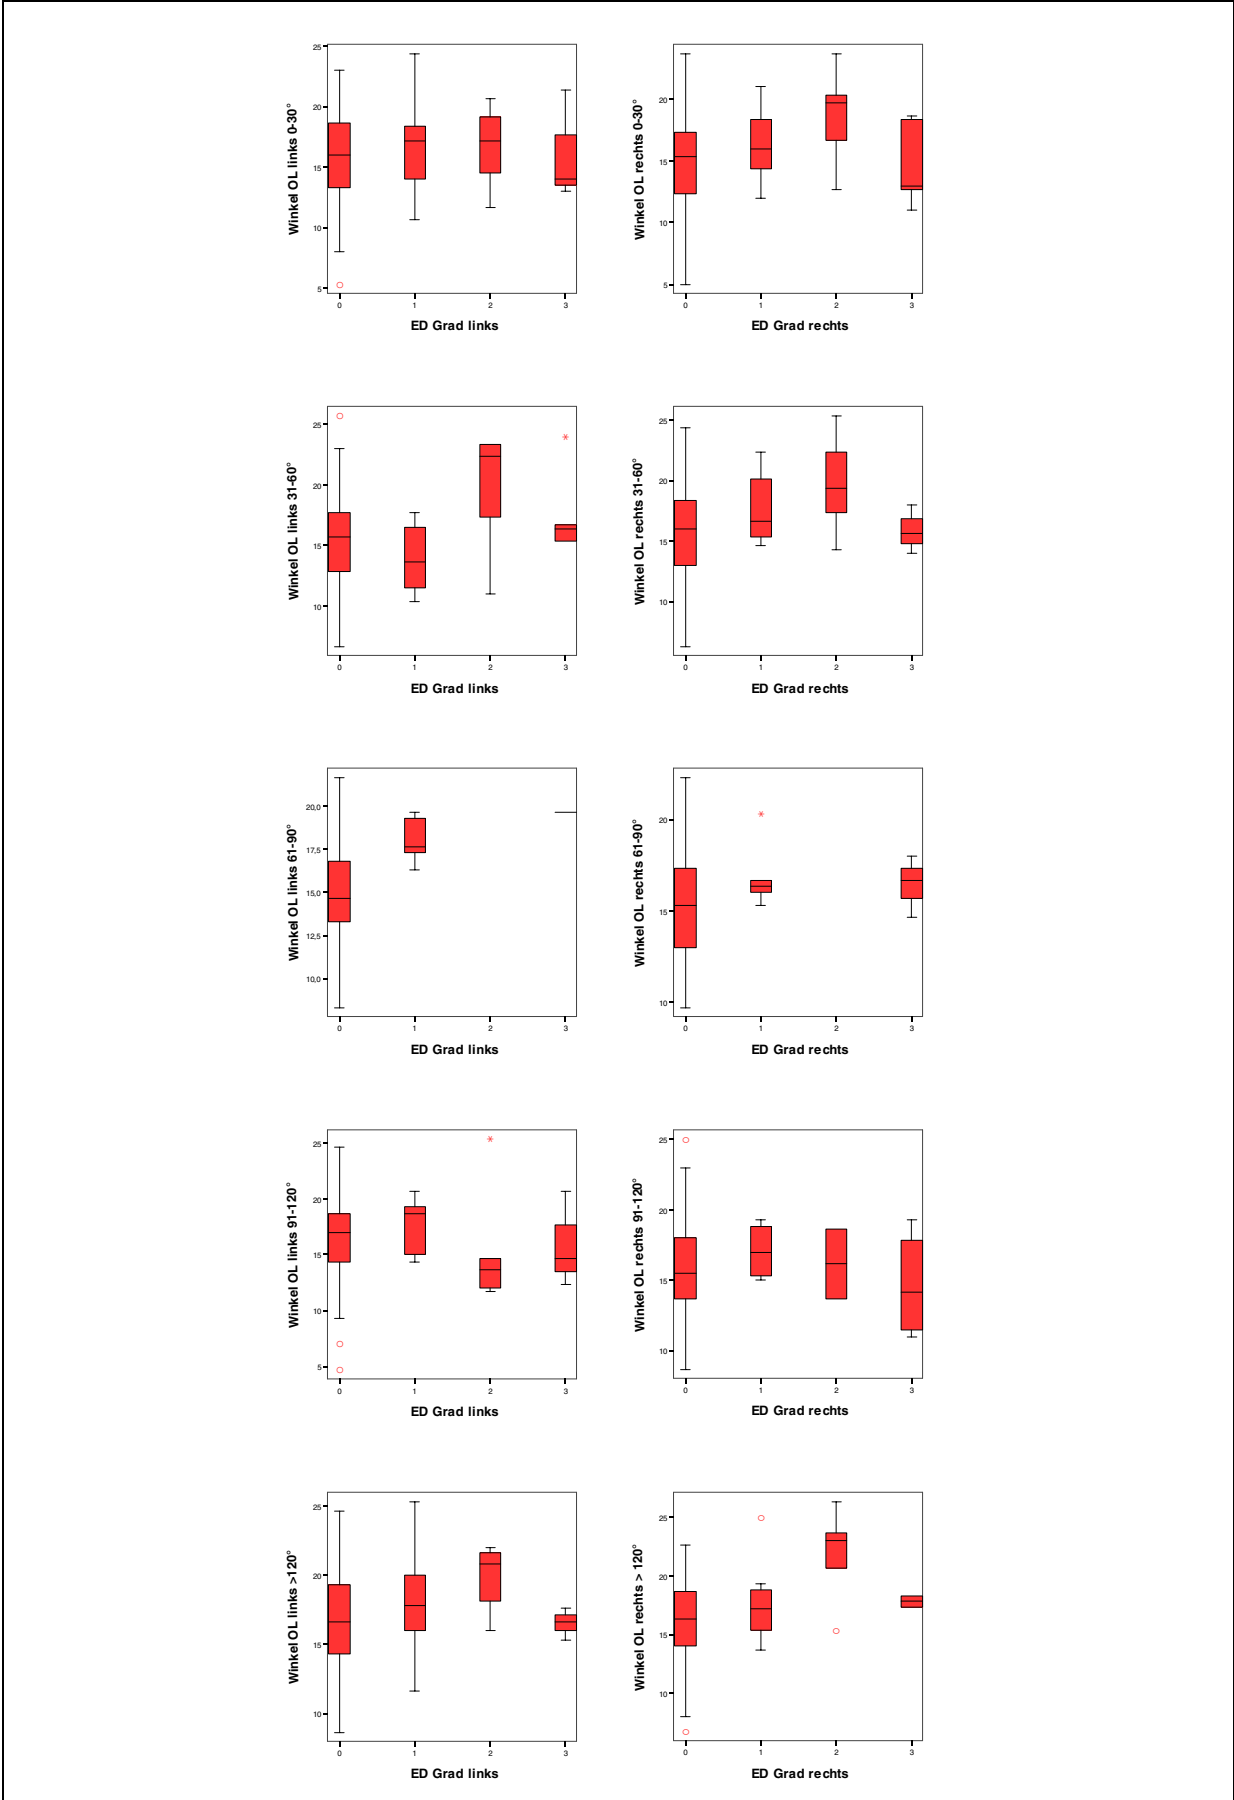 Winkel OL links 0-30°
25
20
15
10
5
0 1 2 3
ED Grad links
Winkel OL rechts 0-30°
20
15
10
5
0 1 2 3
ED Grad rechts
Winkel OL links 31-60°
25
20
15
10
0 1 2 3
ED Grad links
Winkel OL rechts 31-60°
25
20
15
10
0 1 2 3
ED Grad rechts
Winkel OL links 61-90°
20,0
17,5
15,0
12,5
10,0
0 1 2 3
ED Grad links
Winkel OL rechts 61-90°
20
15
10
0 1 2 3
ED Grad rechts
Winkel OL links 91-120°
25
20
15
10
5
0 1 2 3
ED Grad links
Winkel OL rechts 91-120°
25
20
15
10
0 1 2 3
ED Grad rechts
Winkel OL links >120°
25
20
15
10
0 1 2 3
ED Grad links
Winkel OL rechts > 120°
25
20
15
10
0 1 2 3
ED Grad rechts